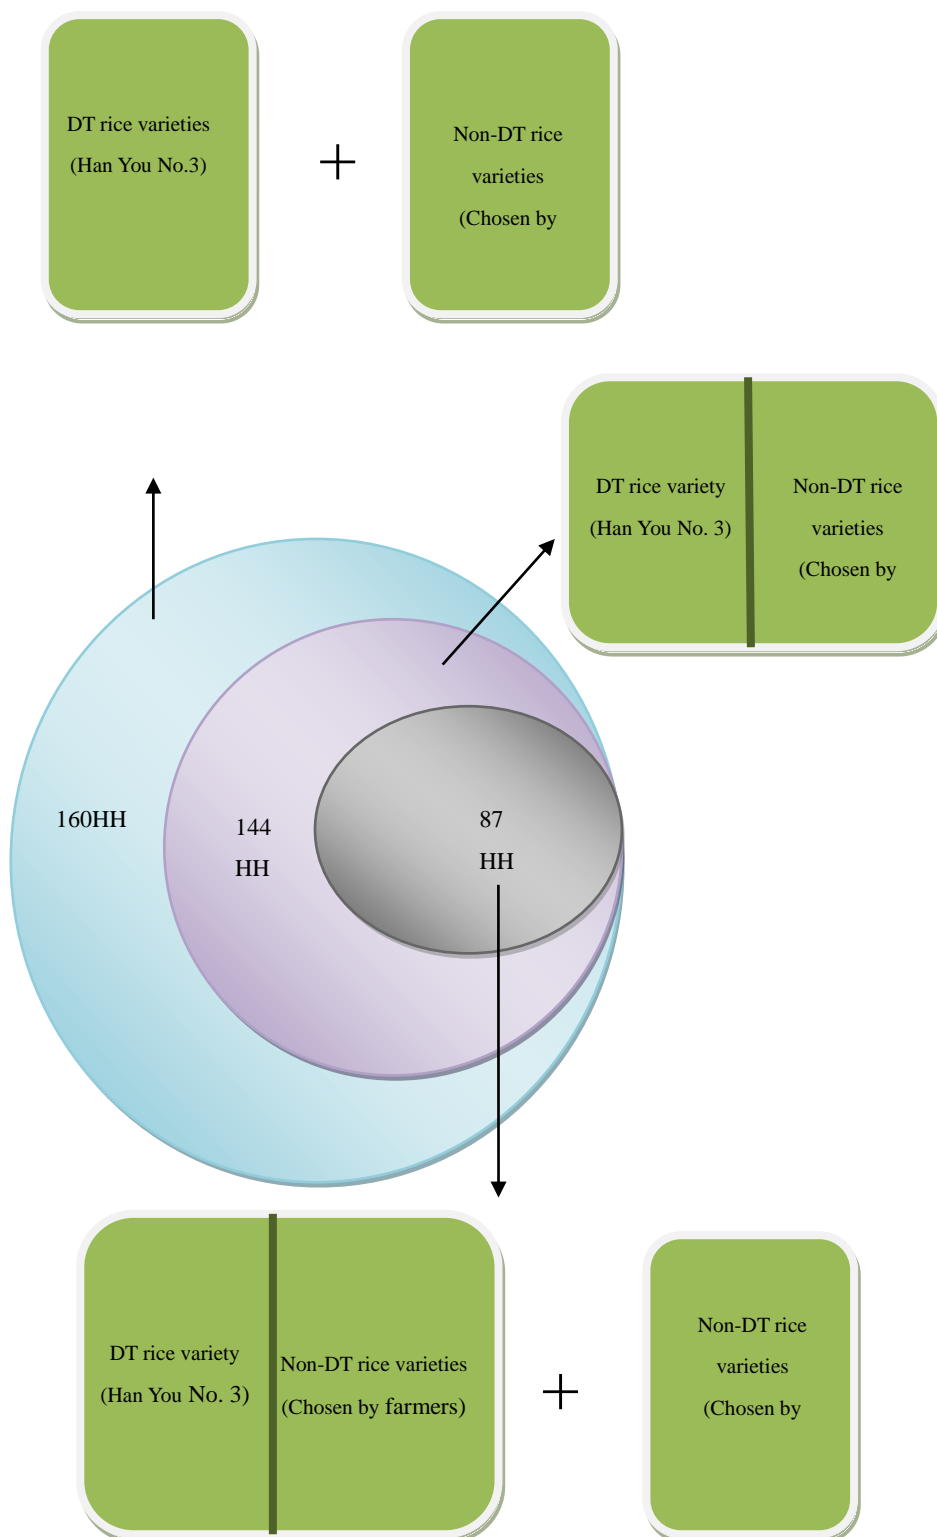 DT rice varieties
(Han You No.3)
Non-DT rice
varieties
(Chosen by
DT rice variety
(Han You No. 3)
Non-DT rice
varieties
(Chosen by
160HH
144
HH
87
HH
DT rice variety
(Han You No. 3)
Non-DT rice varieties
(Chosen by farmers)
Non-DT rice
varieties
(Chosen by